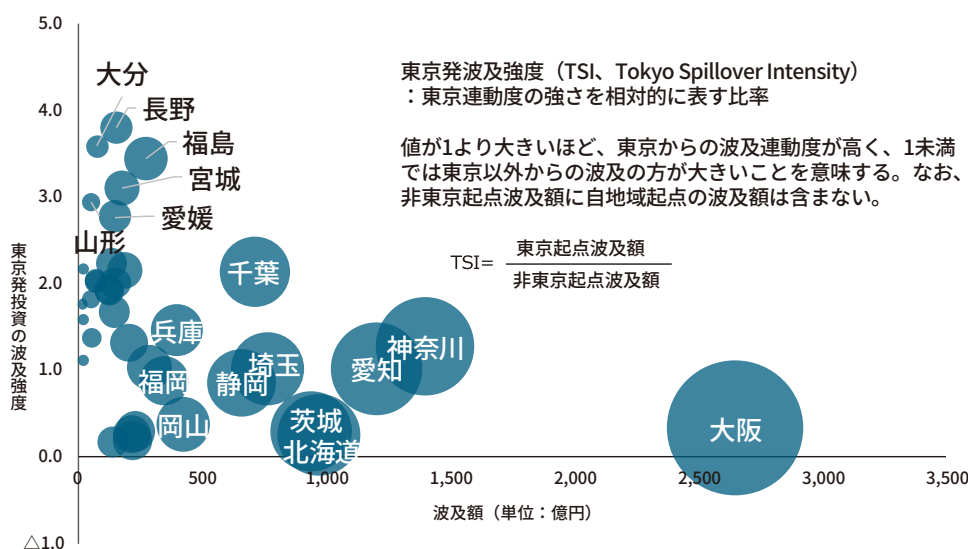 5.0
4.0
3.0
2.0
1.0
0.0
△1.0
東京発投資の波及強度
東京発波及強度（TSI、Tokyo Spillover Intensity）
：東京連動度の強さを相対的に表す比率
値が1より大きいほど、東京からの波及連動度が高く、1未満
では東京以外からの波及の方が大きいことを意味する。なお、
非東京起点波及額に自地域起点の波及額は含まない。
TSI=
東京起点波及額
非東京起点波及額
大分
長野
福島
宮城
愛媛
山形
千葉
兵庫
神奈川
埼玉
愛知
福岡
静岡
岡山
茨城
北海道
大阪
0
500
1,000
1,500
2,000
2,500
3,000
3,500
波及額（単位：億円）